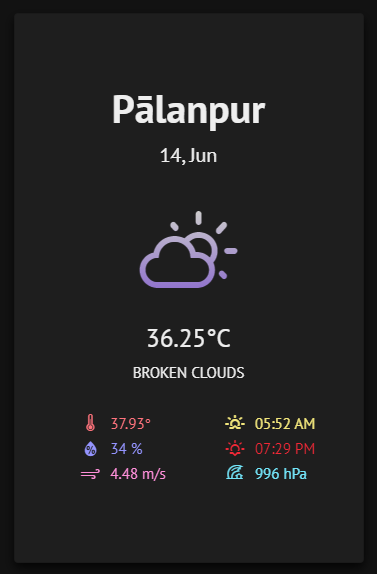 Pālanpur
14, Jun
36.25°C
BROKEN CLOUDS
37.93°
05:52 AM
34 %
07:29 PM
4.48 m/s
996 hPa